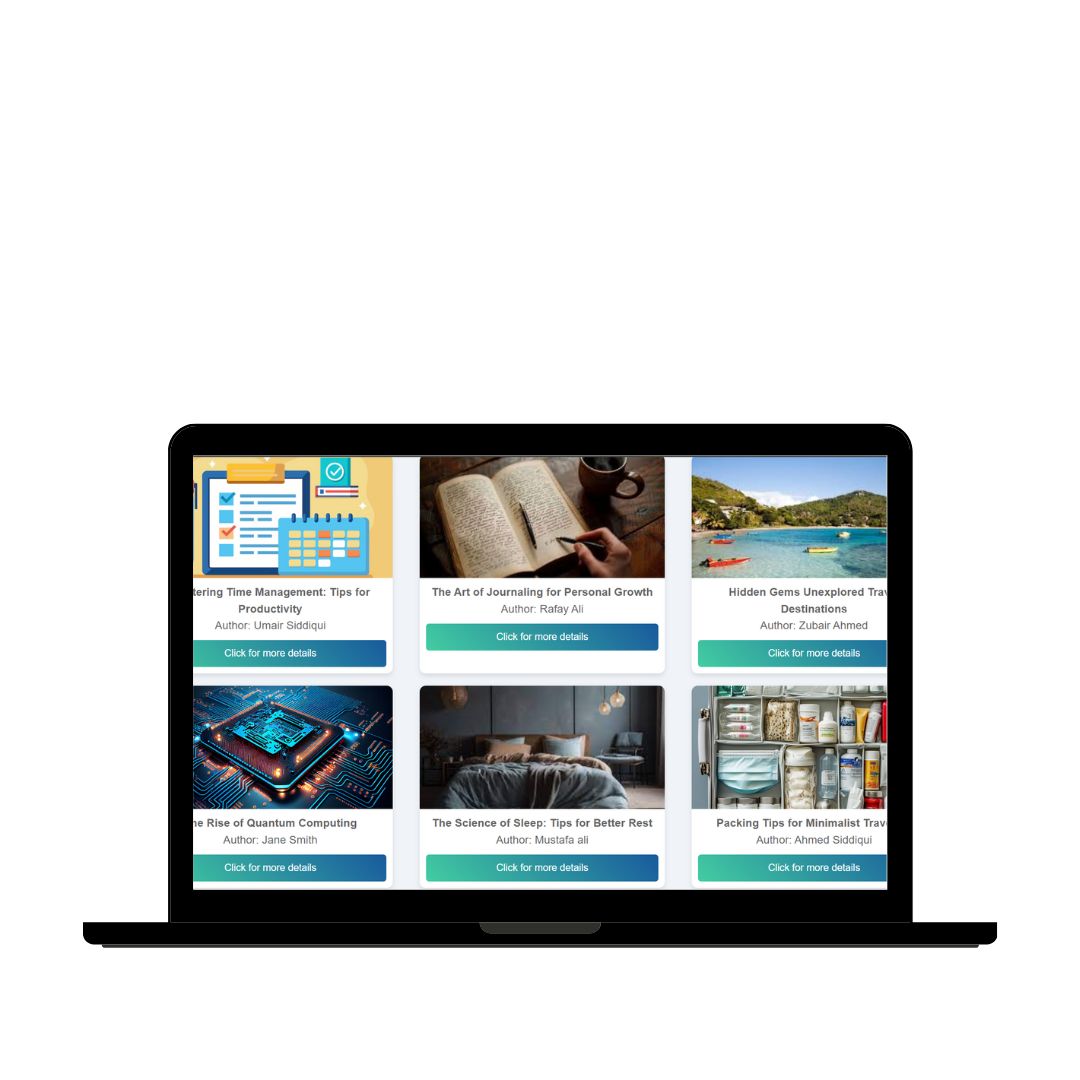 tering Time Management: Tips for
Productivity
Author: Umair Siddiqui
Click for more details
The Art of Journaling for Personal Growth
Author: Rafay Ali
Click for more details
Hidden Gems Unexplored Trav
Destinations
Author: Zubair Ahmed
Click for more details
ne Rise of Quantum Computing
Author: Jane Smith
Click for more details
The Science of Sleep: Tips for Better Rest
Author: Mustafa ali
Click for more details
Packing Tips for Minimalist Trave
Author: Ahmed Siddiqui
Click for more details